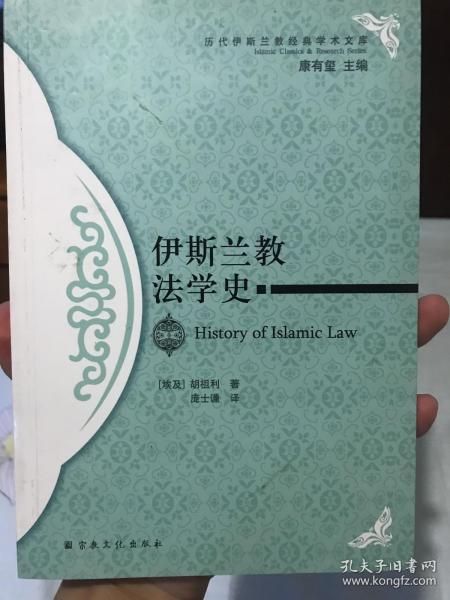 历代伊斯兰教经典学术文库
Islamic Classics & Research Series
康有玺 主编
伊斯兰教
法学史
History of Islamic Law
[埃及] 胡祖利 著
庞士谦 译
宗教文化出版社
孔夫子旧书网
www.kongfz.com